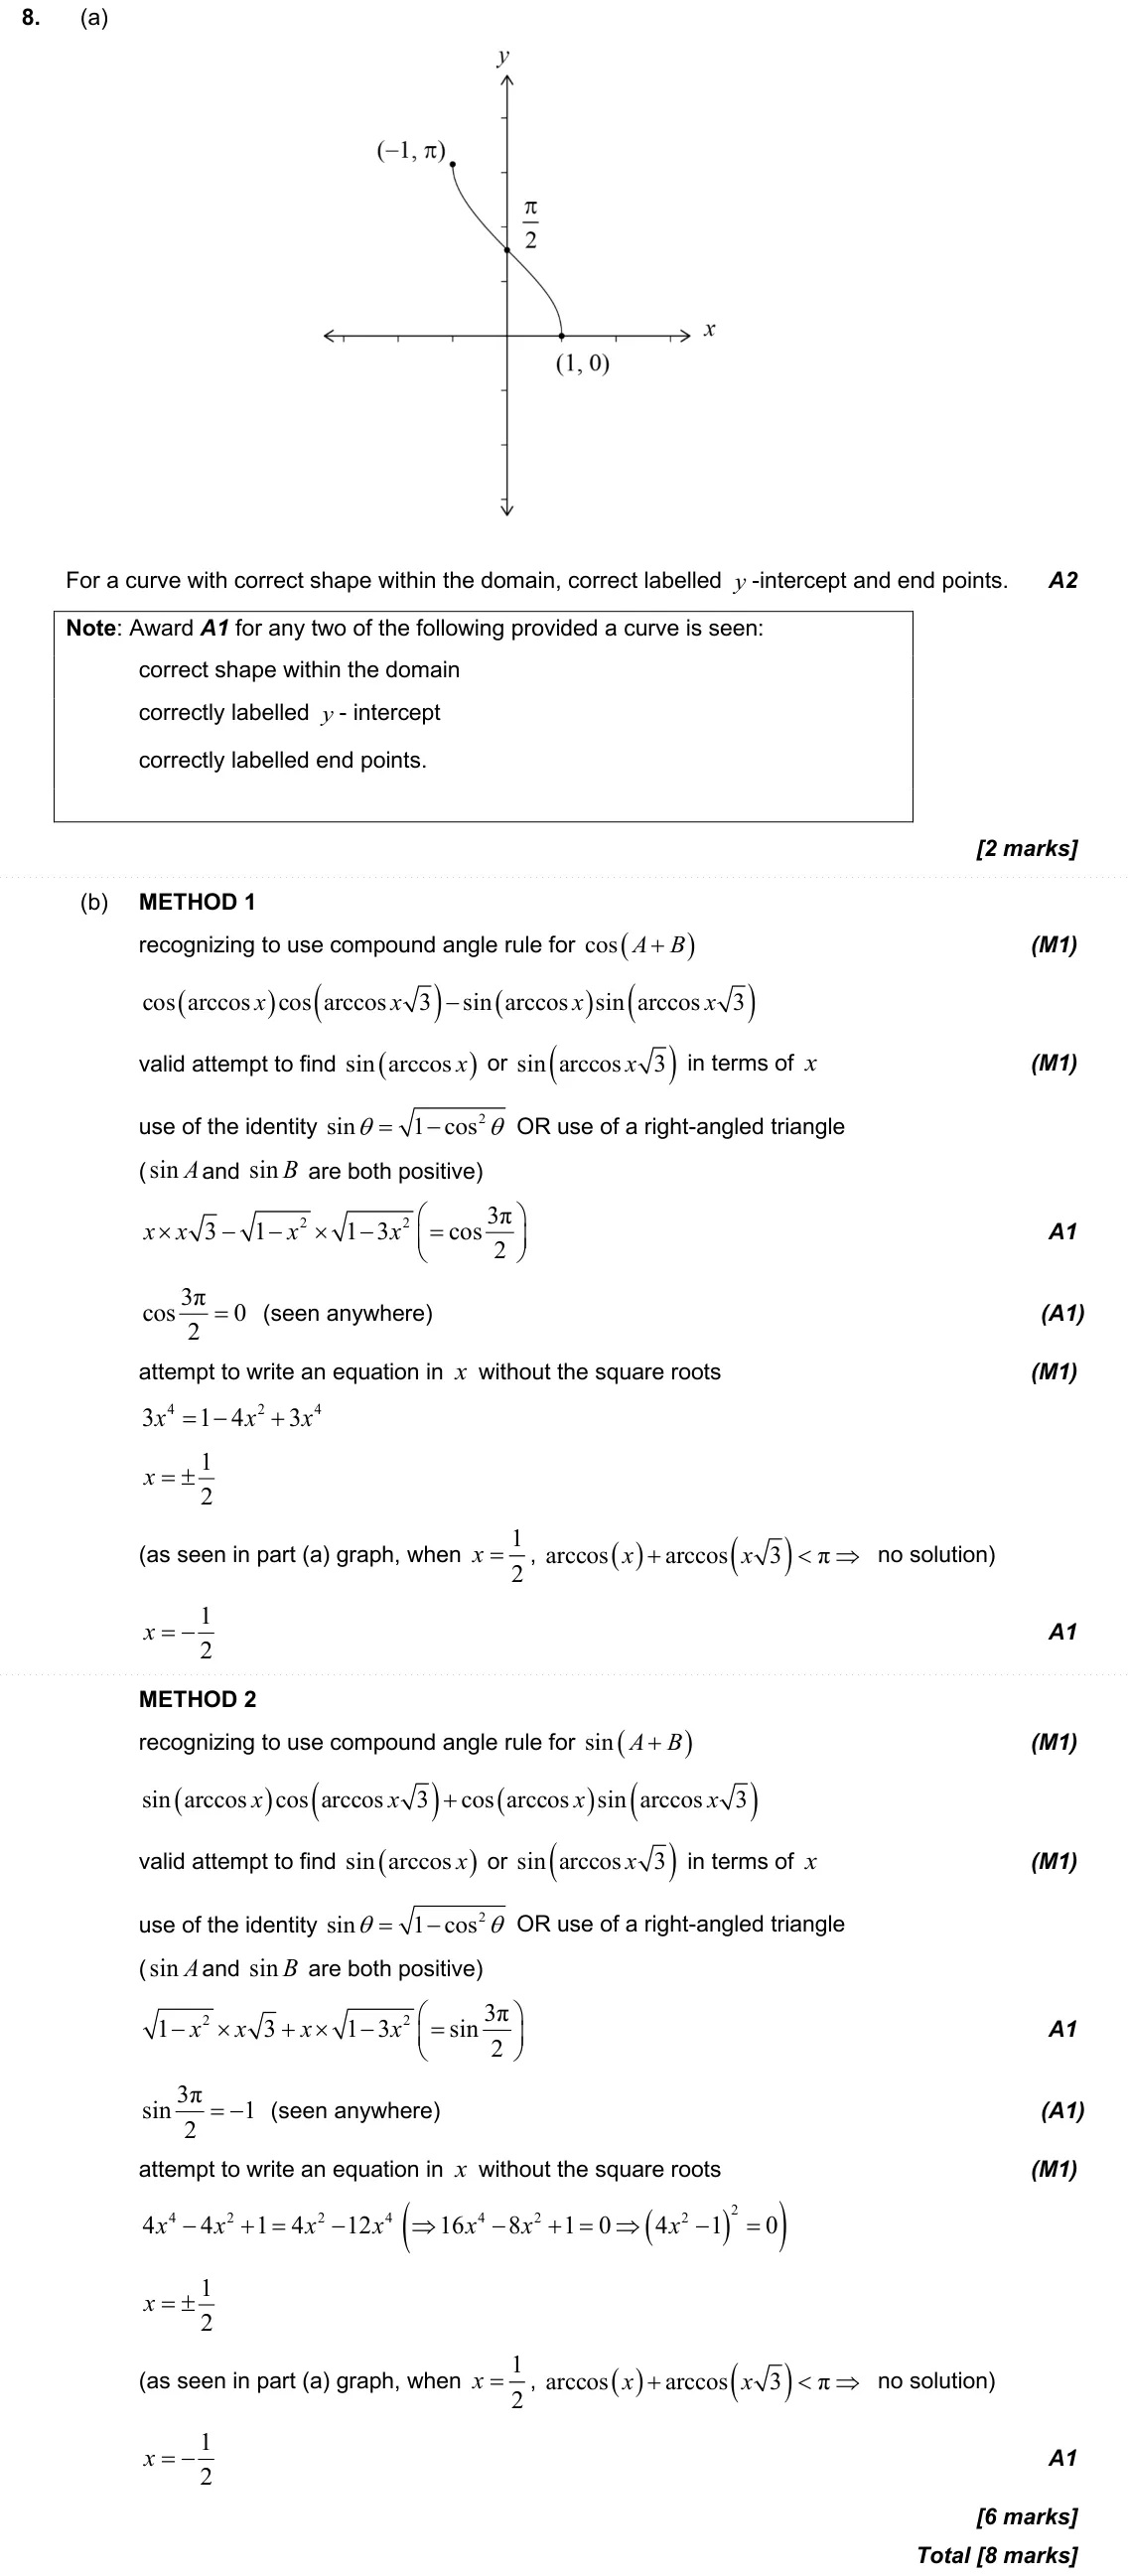 8. (a)
y
(−1, π)
π/2
x
(1, 0)
For a curve with correct shape within the domain, correct labelled y -intercept and end points. A2
Note: Award A1 for any two of the following provided a curve is seen:
correct shape within the domain
correctly labelled y - intercept
correctly labelled end points.
[2 marks]
(b) METHOD 1
recognizing to use compound angle rule for cos(A+B) (M1)
cos(arccos x)cos(arccos x√3)−sin(arccos x)sin(arccos x√3)
valid attempt to find sin(arccos x) or sin(arccos x√3) in terms of x (M1)
use of the identity sin θ = √(1−cos² θ) OR use of a right-angled triangle
(sin A and sin B are both positive)
x × x√3 − √(1−x²) × √(1−3x²) (= cos 3π/2) A1
cos 3π/2 = 0 (seen anywhere) (A1)
attempt to write an equation in x without the square roots (M1)
3x⁴ = 1−4x² +3x⁴
x = ±1/2
(as seen in part (a) graph, when x = 1/2, arccos(x)+arccos(x√3) < π ⇒ no solution)
x = −1/2 A1
METHOD 2
recognizing to use compound angle rule for sin(A+B) (M1)
sin(arccos x)cos(arccos x√3)+cos(arccos x)sin(arccos x√3)
valid attempt to find sin(arccos x) or sin(arccos x√3) in terms of x (M1)
use of the identity sin θ = √(1−cos² θ) OR use of a right-angled triangle
(sin A and sin B are both positive)
√(1−x²) × x√3 + x × √(1−3x²) (= sin 3π/2) A1
sin 3π/2 = −1 (seen anywhere) (A1)
attempt to write an equation in x without the square roots (M1)
4x⁴ −4x² +1 = 4x² −12x⁴ (⇒16x⁴ −8x² +1 = 0 ⇒ (4x² −1)² = 0)
x = ±1/2
(as seen in part (a) graph, when x = 1/2, arccos(x)+arccos(x√3) < π ⇒ no solution)
x = −1/2 A1
[6 marks]
Total [8 marks]